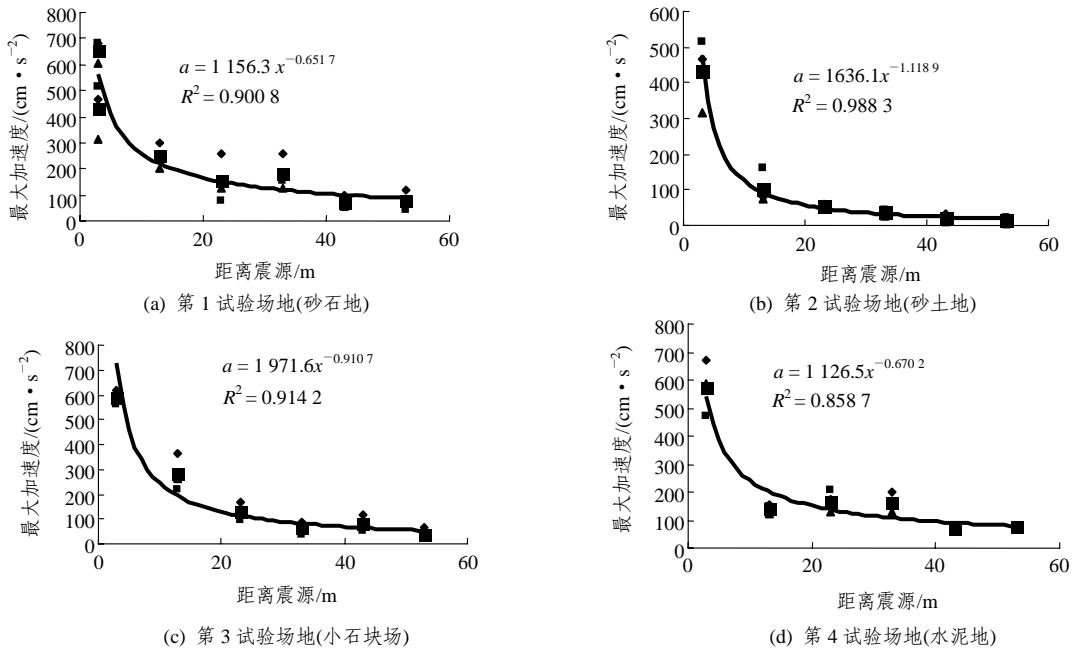 最大加速度/(cm·s⁻²)
800
700
600
500
400
300
200
100
0
a = 1 156.3 x^−0.651 7
R² = 0.900 8
0 20 40 60
距离震源/m
(a) 第 1 试验场地(砂石地)
最大加速度/(cm·s⁻²)
600
500
400
300
200
100
0
a = 1636.1x^−1.118 9
R² = 0.988 3
0 20 40 60
距离震源/m
(b) 第 2 试验场地(砂土地)
最大加速度/(cm·s⁻²)
800
700
600
500
400
300
200
100
0
a = 1 971.6x^−0.910 7
R² = 0.914 2
0 20 40 60
距离震源/m
(c) 第 3 试验场地(小石块场)
最大加速度/(cm·s⁻²)
800
700
600
500
400
300
200
100
0
a = 1 126.5x^−0.670 2
R² = 0.858 7
0 20 40 60
距离震源/m
(d) 第 4 试验场地(水泥地)